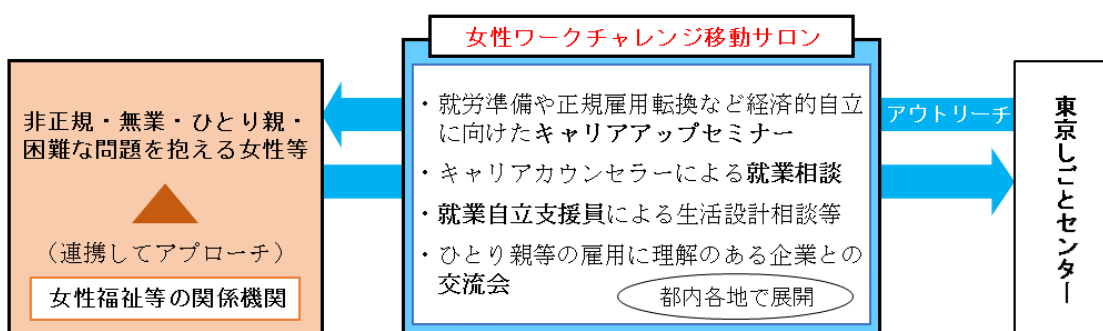 女性ワークチャレンジ移動サロン
非正規・無業・ひとり親・
困難な問題を抱える女性等
（連携してアプローチ）
女性福祉等の関係機関
・就労準備や正規雇用転換など経済的自立
に向けたキャリアアップセミナー
・キャリアカウンセラーによる就業相談
・就業自立支援員による生活設計相談等
・ひとり親等の雇用に理解のある企業との
交流会
都内各地で展開
アウトリーチ
東京しごとセンター